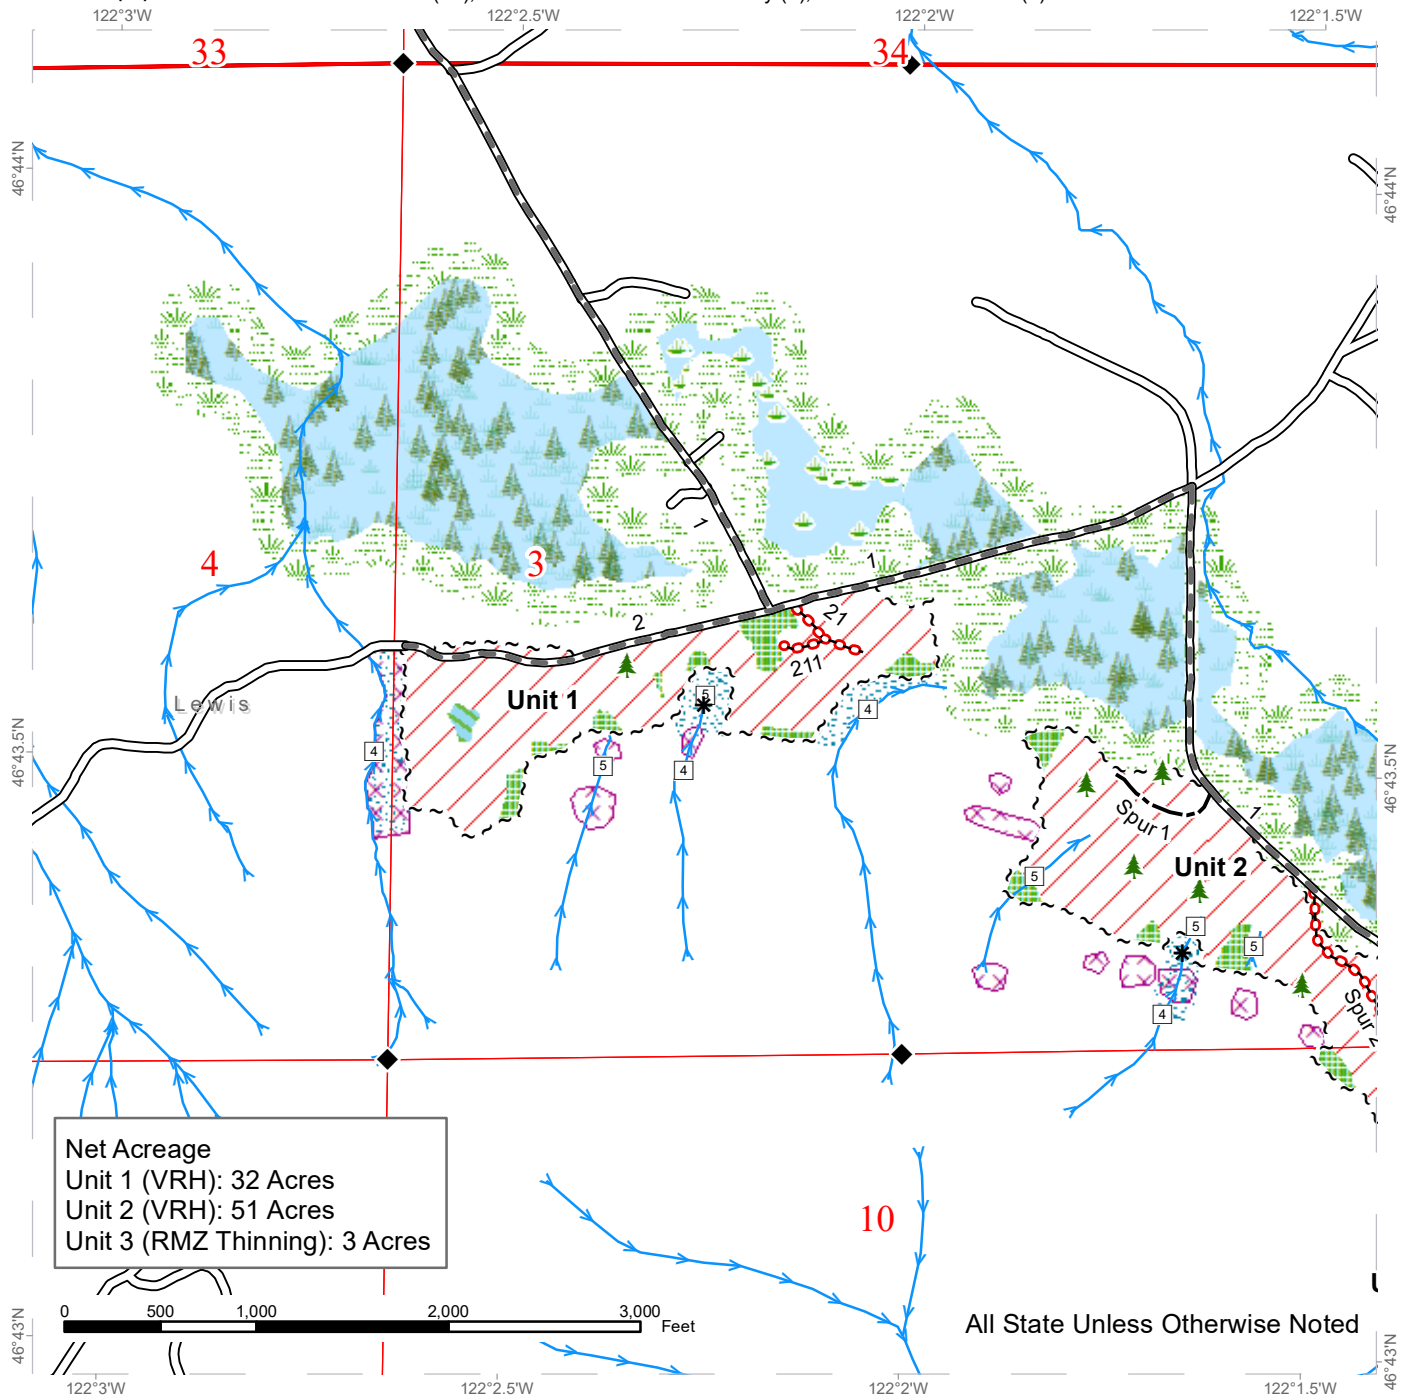 122°3'W
122°2.5'W
122°2'W
122°1.5'W
33
34
46°44'N
46°44'N
1
1
4
3
2
21
211
Lewis
Unit 1
5
4
4
5
4
46°43.5'N
46°43.5'N
Spur 1
1
Unit 2
5
5
5
4
Spur
Net Acreage
Unit 1 (VRH): 32 Acres
Unit 2 (VRH): 51 Acres
Unit 3 (RMZ Thinning): 3 Acres
10
0 500 1,000 2,000 3,000
Feet
All State Unless Otherwise Noted
46°43'N
46°43'N
122°3'W
122°2.5'W
122°2'W
122°1.5'W